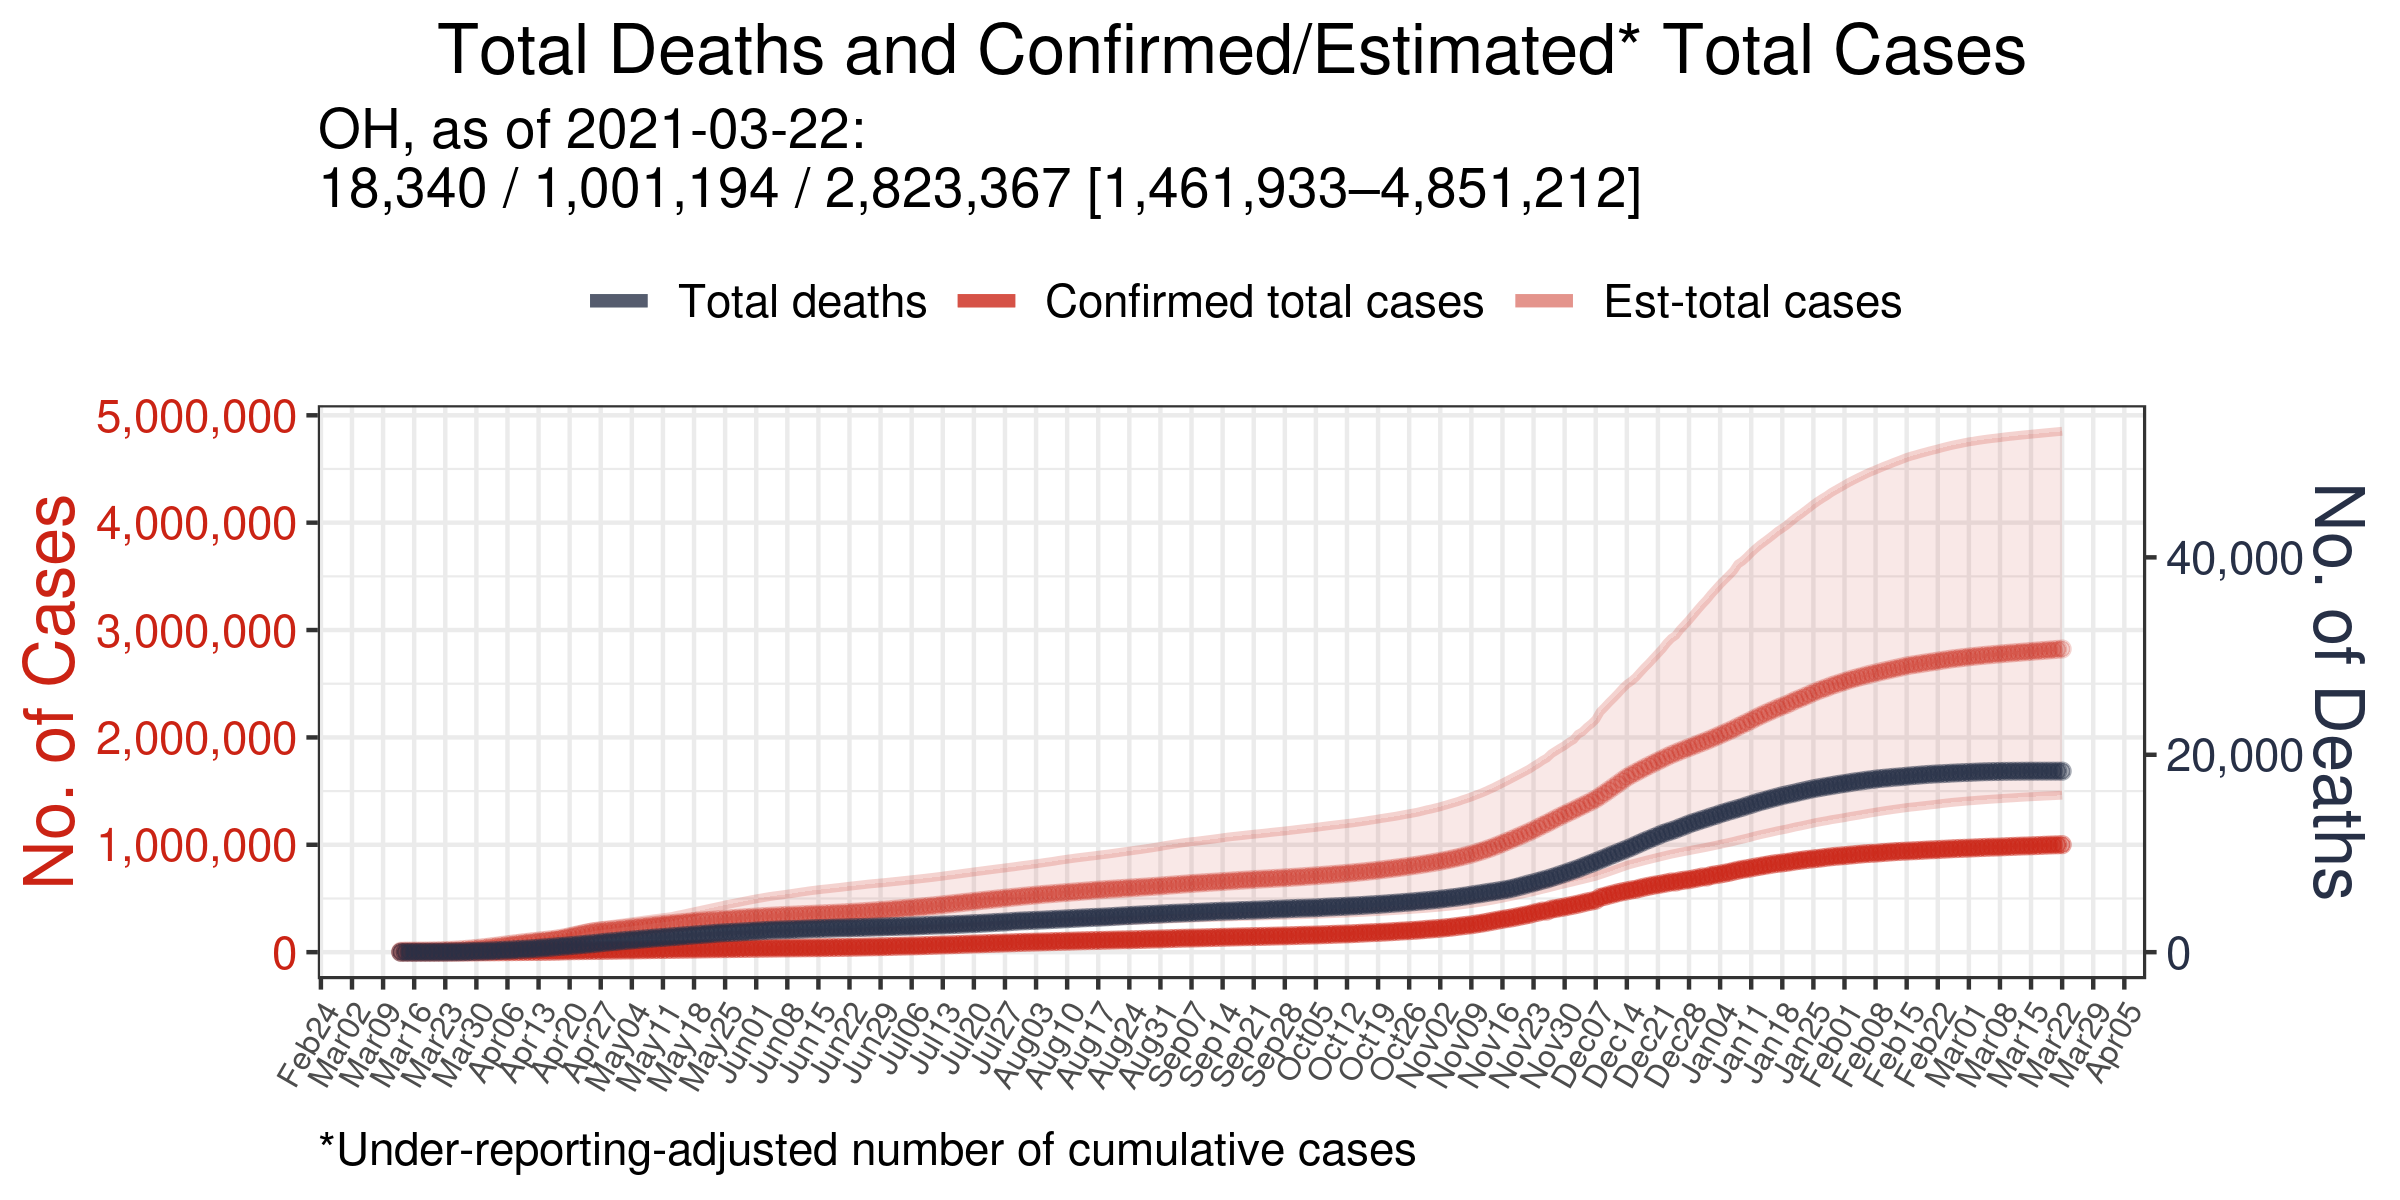 Total Deaths and Confirmed/Estimated* Total Cases
OH, as of 2021-03-22:
18,340 / 1,001,194 / 2,823,367 [1,461,933–4,851,212]
Total deaths
Confirmed total cases
Est-total cases
No. of Cases
5,000,000
4,000,000
3,000,000
2,000,000
1,000,000
0
40,000
20,000
0
No. of Deaths
Feb24
Mar02
Mar09
Mar16
Mar23
Mar30
Apr06
Apr13
Apr20
Apr27
May04
May11
May18
May25
Jun01
Jun08
Jun15
Jun22
Jun29
Jul06
Jul13
Jul20
Jul27
Aug03
Aug10
Aug17
Aug24
Aug31
Sep07
Sep14
Sep21
Sep28
Oct05
Oct12
Oct19
Oct26
Nov02
Nov09
Nov16
Nov23
Nov30
Dec07
Dec14
Dec21
Dec28
Jan04
Jan11
Jan18
Jan25
Feb01
Feb08
Feb15
Feb22
Mar01
Mar08
Mar15
Mar22
Mar29
Apr05
*Under-reporting-adjusted number of cumulative cases